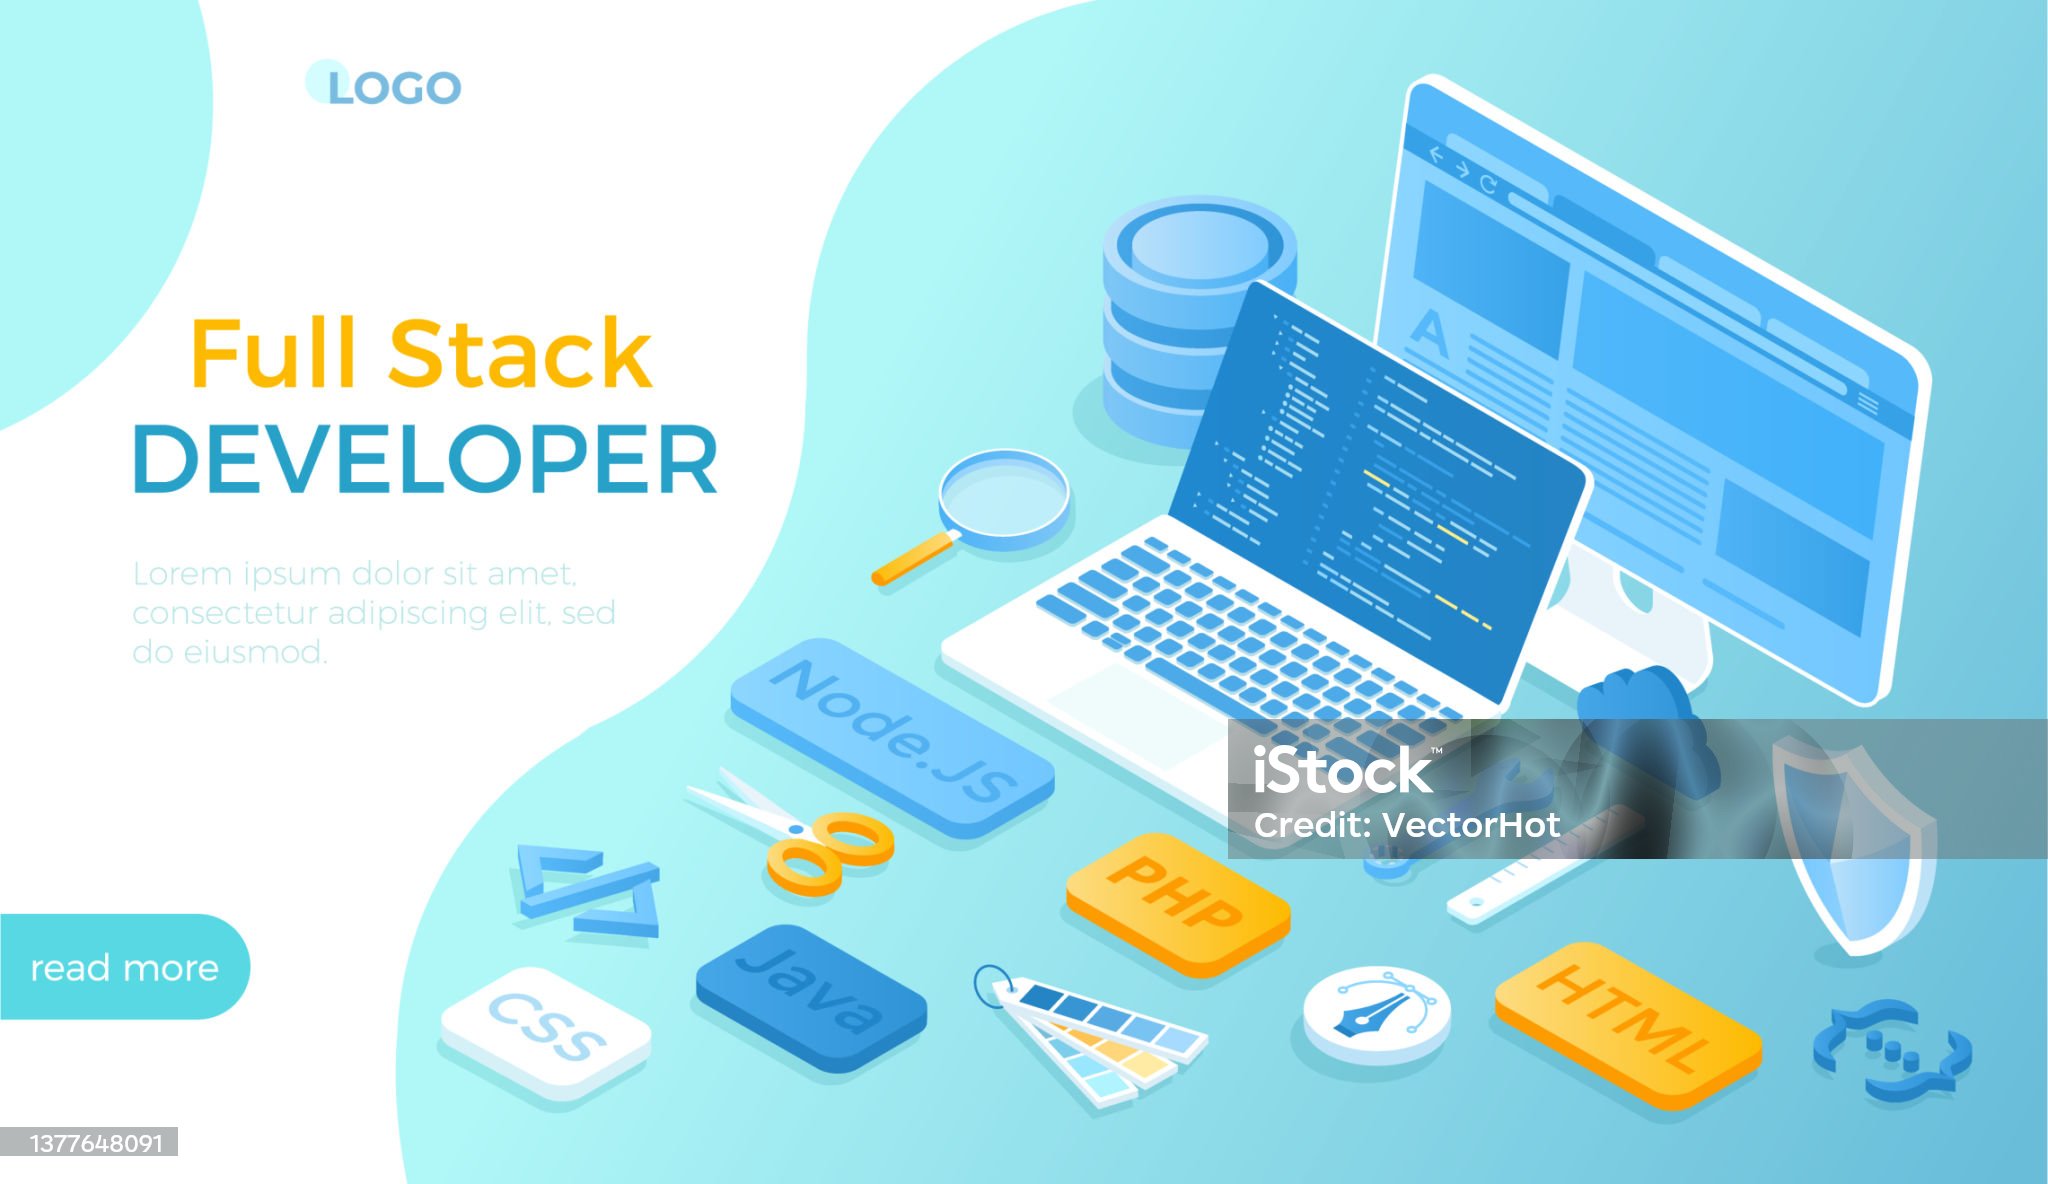 LOGO
Full Stack
DEVELOPER
Lorem ipsum dolor sit amet,
consectetur adipiscing elit, sed
do eiusmod.
read more
A
Node.JS
PHP
Java
CSS
HTML
iStock™
Credit: VectorHot
1377648091